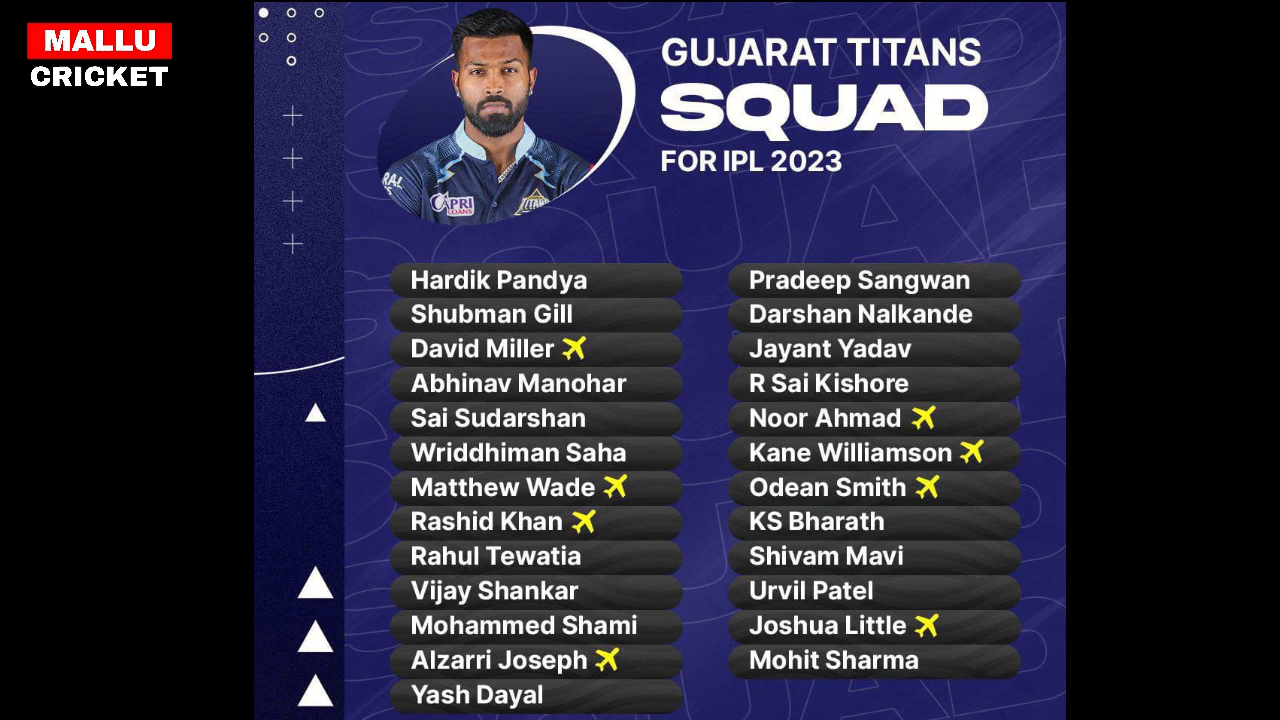 MALLU
CRICKET
GUJARAT TITANS
SQUAD
FOR IPL 2023
CAPRI
LOANS
TITANS
Hardik Pandya
Shubman Gill
David Miller
Abhinav Manohar
Sai Sudarshan
Wriddhiman Saha
Matthew Wade
Rashid Khan
Rahul Tewatia
Vijay Shankar
Mohammed Shami
Alzarri Joseph
Yash Dayal
Pradeep Sangwan
Darshan Nalkande
Jayant Yadav
R Sai Kishore
Noor Ahmad
Kane Williamson
Odean Smith
KS Bharath
Shivam Mavi
Urvil Patel
Joshua Little
Mohit Sharma